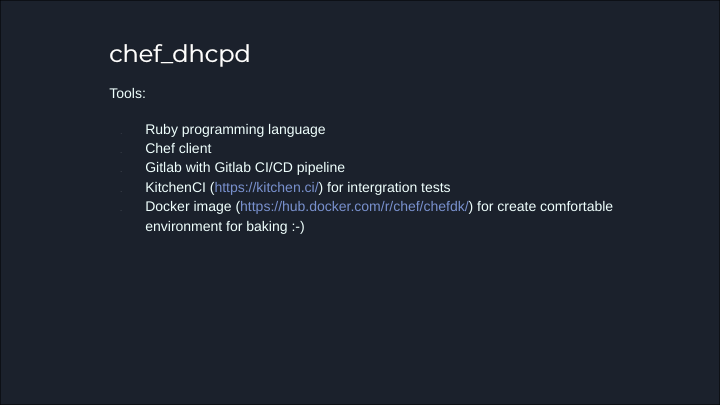 chef_dhcpd
Tools:
Ruby programming language
Chef client
Gitlab with Gitlab CI/CD pipeline
KitchenCI (https://kitchen.ci/) for intergration tests
Docker image (https://hub.docker.com/r/chef/chefdk/) for create comfortable
environment for baking :-)